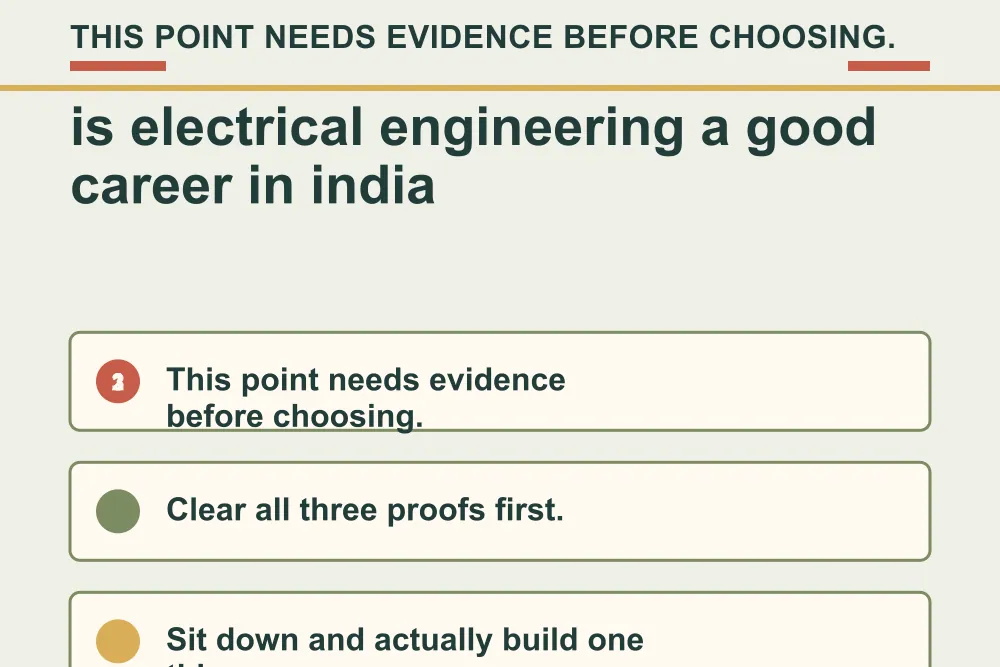 THIS POINT NEEDS EVIDENCE BEFORE CHOOSING.
is electrical engineering a good
career in india
This point needs evidence
before choosing.
Clear all three proofs first.
Sit down and actually build one